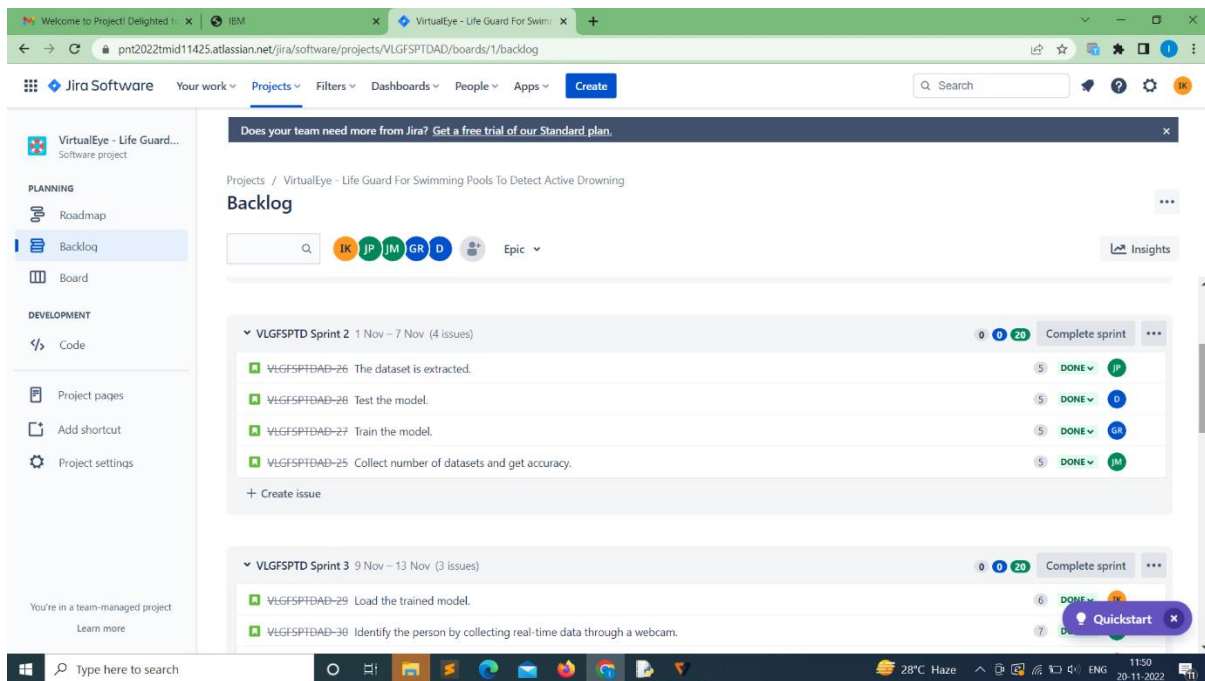 Welcome to Project! Delighted to
IBM
VirtualEye - Life Guard For Swimm
pnt2022tmid11425.atlassian.net/jira/software/projects/VLGFSPTDAD/boards/1/backlog
I
Jira Software
Your work
Projects
Filters
Dashboards
People
Apps
Create
Search
IK
Does your team need more from Jira? Get a free trial of our Standard plan.
VirtualEye - Life Guard...
Software project
PLANNING
Roadmap
Backlog
Board
DEVELOPMENT
Code
Project pages
Add shortcut
Project settings
You're in a team-managed project
Learn more
Projects / VirtualEye - Life Guard For Swimming Pools To Detect Active Drowning
Backlog
IK JP JM GR D
Epic
Insights
VLGFSPTD Sprint 2 1 Nov – 7 Nov (4 issues) 0 0 20 Complete sprint
VLGFSPTDAD-26 The dataset is extracted. 5 DONE JP
VLGFSPTDAD-28 Test the model. 5 DONE D
VLGFSPTDAD-27 Train the model. 5 DONE GR
VLGFSPTDAD-25 Collect number of datasets and get accuracy. 5 DONE JM
+ Create issue
VLGFSPTD Sprint 3 9 Nov – 13 Nov (3 issues) 0 0 20 Complete sprint
VLGFSPTDAD-29 Load the trained model. 6 DONE IK
VLGFSPTDAD-30 Identify the person by collecting real-time data through a webcam. 7
Quickstart
Type here to search
28°C Haze
ENG
11:50
20-11-2022